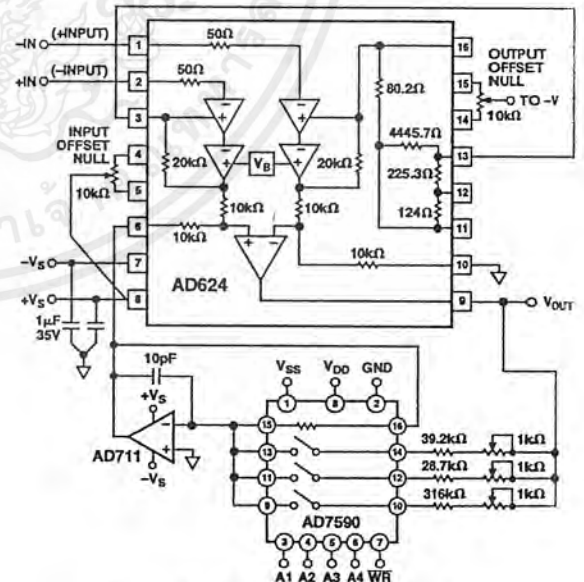 –IN (+INPUT)
+IN (–INPUT)
1
2
3
4
5
6
7
8
50Ω
50Ω
16
15
14
13
12
11
10
9
80.2Ω
4445.7Ω
225.3Ω
124Ω
OUTPUT
OFFSET
NULL
TO –V
10kΩ
INPUT
OFFSET
NULL
10kΩ
20kΩ
VB
20kΩ
10kΩ
10kΩ
10kΩ
10kΩ
–VS
+VS
AD624
VOUT
1µF
35V
10pF
+VS
AD711
–VS
VSS
VDD
GND
1
8
2
15
16
13
14
11
12
9
10
39.2kΩ
1kΩ
28.7kΩ
1kΩ
316kΩ
1kΩ
AD7590
3
4
5
6
7
A1 A2 A3 A4 WR